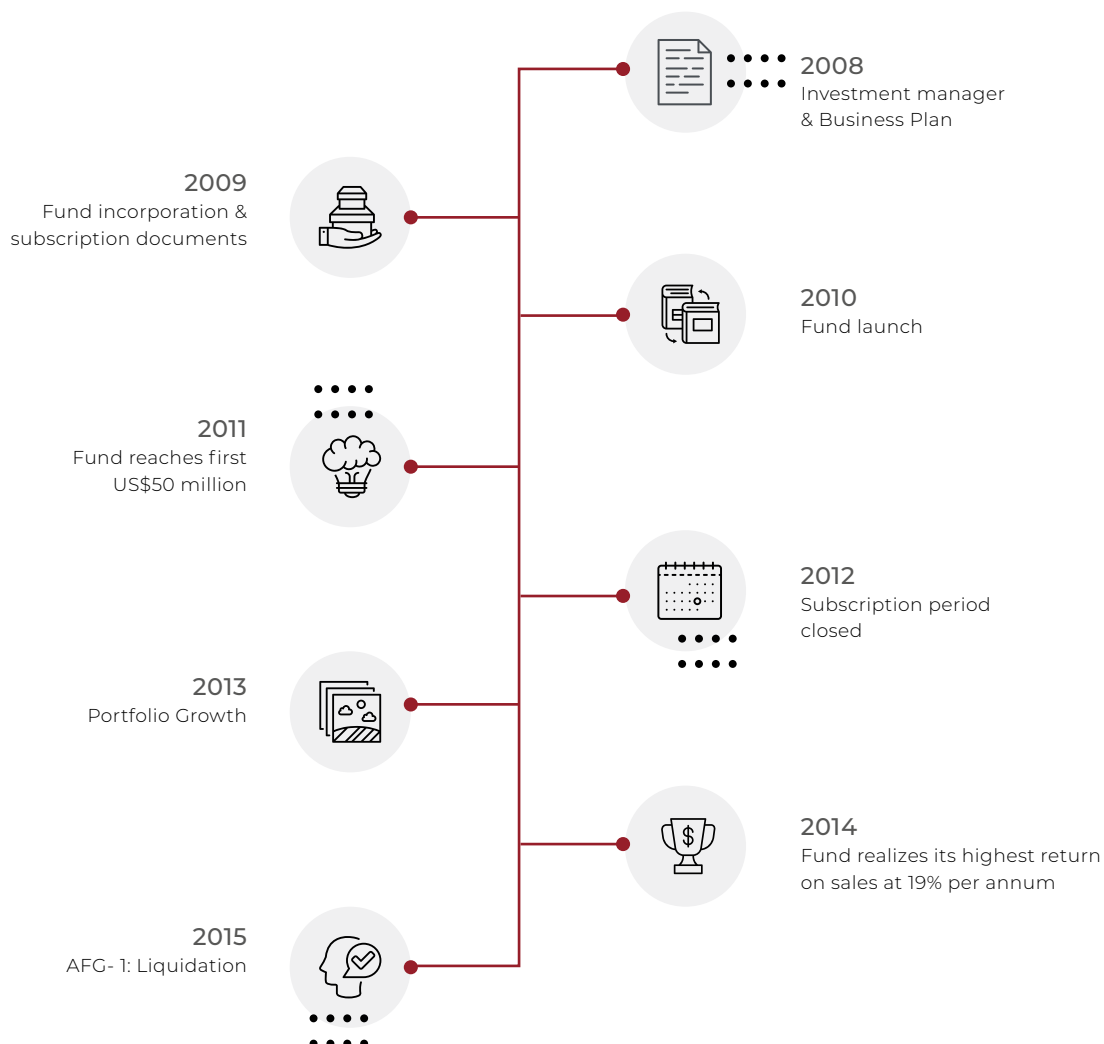 2008
Investment manager
& Business Plan
2009
Fund incorporation &
subscription documents
2010
Fund launch
2011
Fund reaches first
US$50 million
2012
Subscription period
closed
2013
Portfolio Growth
2014
Fund realizes its highest return
on sales at 19% per annum
2015
AFG- 1: Liquidation
$